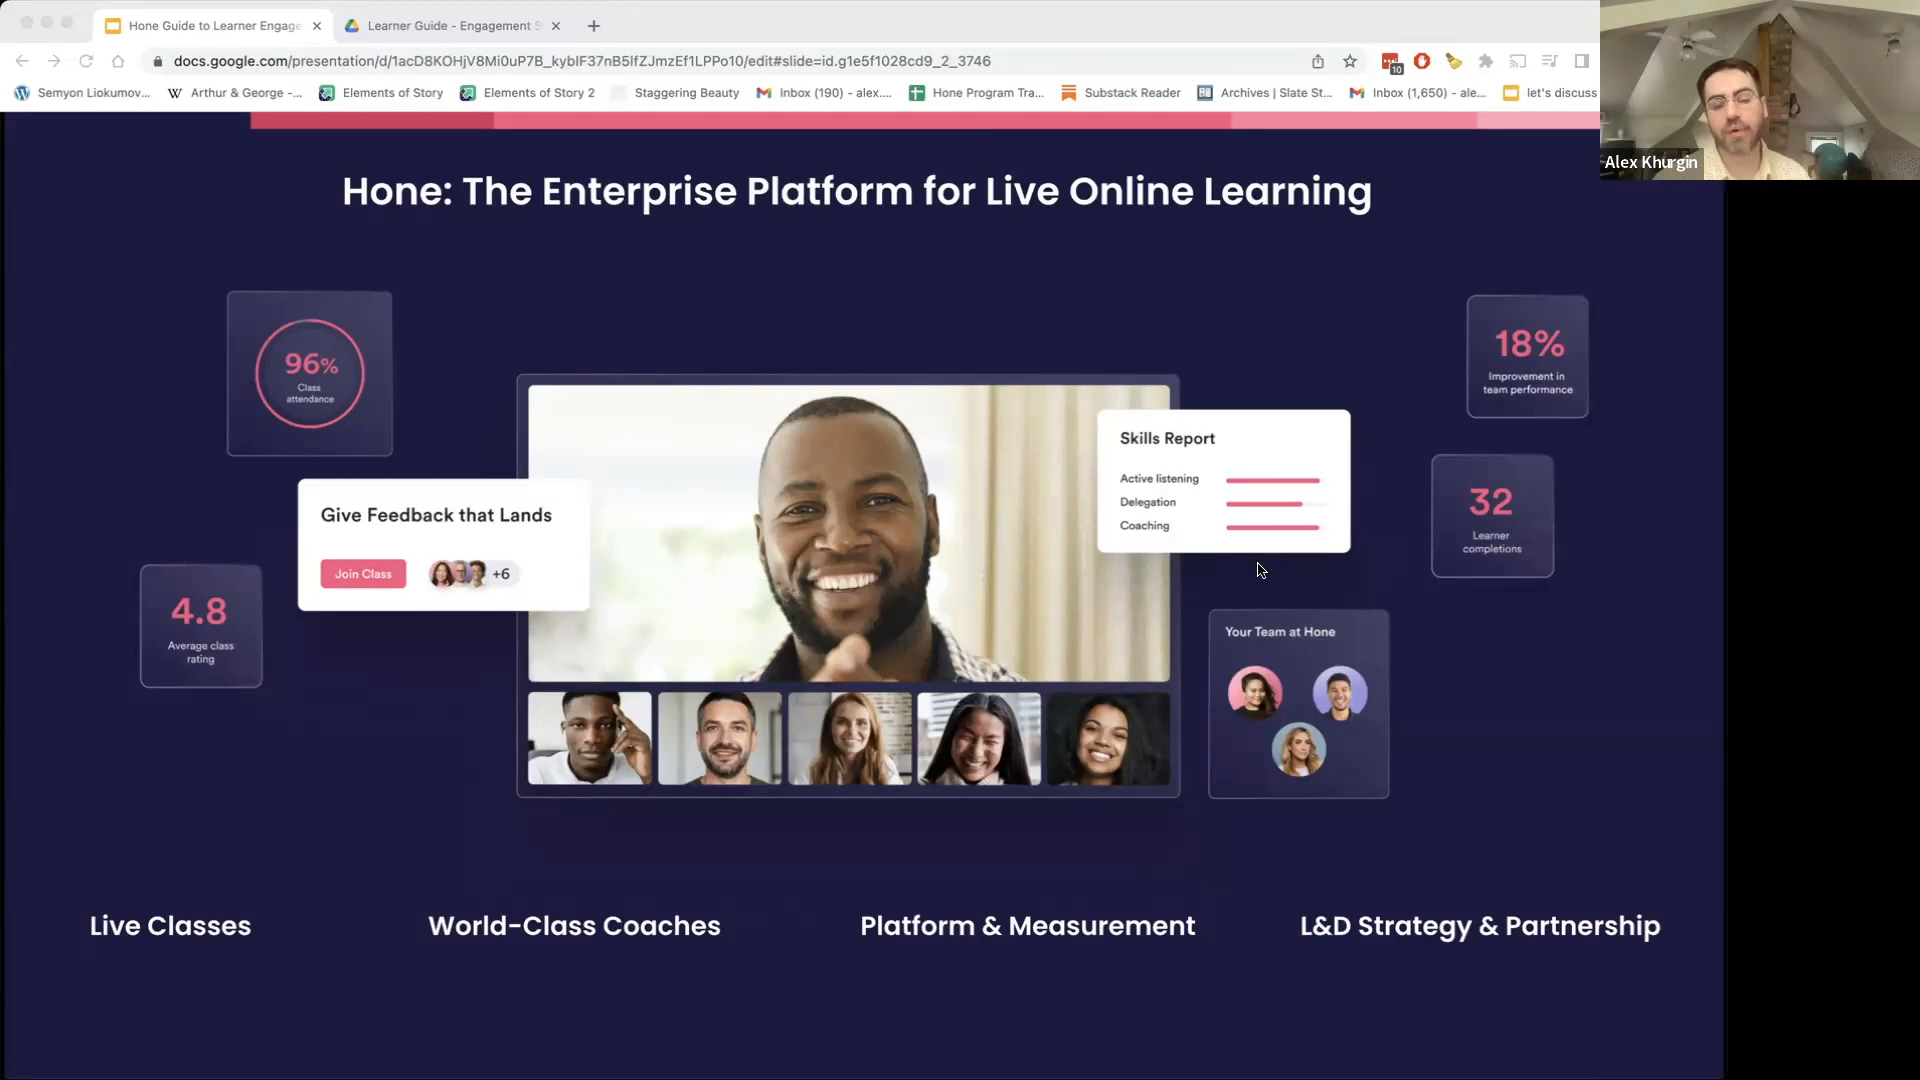 Hone Guide to Learner Engage
Learner Guide - Engagement S
docs.google.com/presentation/d/1acD8KOHjV8Mi0uP7B_kybIF37nB5lfZJmzEf1LPPo10/edit#slide=id.g1e5f1028cd9_2_3746
10
Semyon Liokumov...
Arthur & George -...
Elements of Story
Elements of Story 2
Staggering Beauty
Inbox (190) - alex....
Hone Program Tra...
Substack Reader
Archives | Slate St...
Inbox (1,650) - ale...
let's discuss
Alex Khurgin
Hone: The Enterprise Platform for Live Online Learning
96%
Class
attendance
Give Feedback that Lands
Join Class
+6
4.8
Average class
rating
Skills Report
Active listening
Delegation
Coaching
18%
Improvement in
team performance
32
Learner
completions
Your Team at Hone
Live Classes
World-Class Coaches
Platform & Measurement
L&D Strategy & Partnership